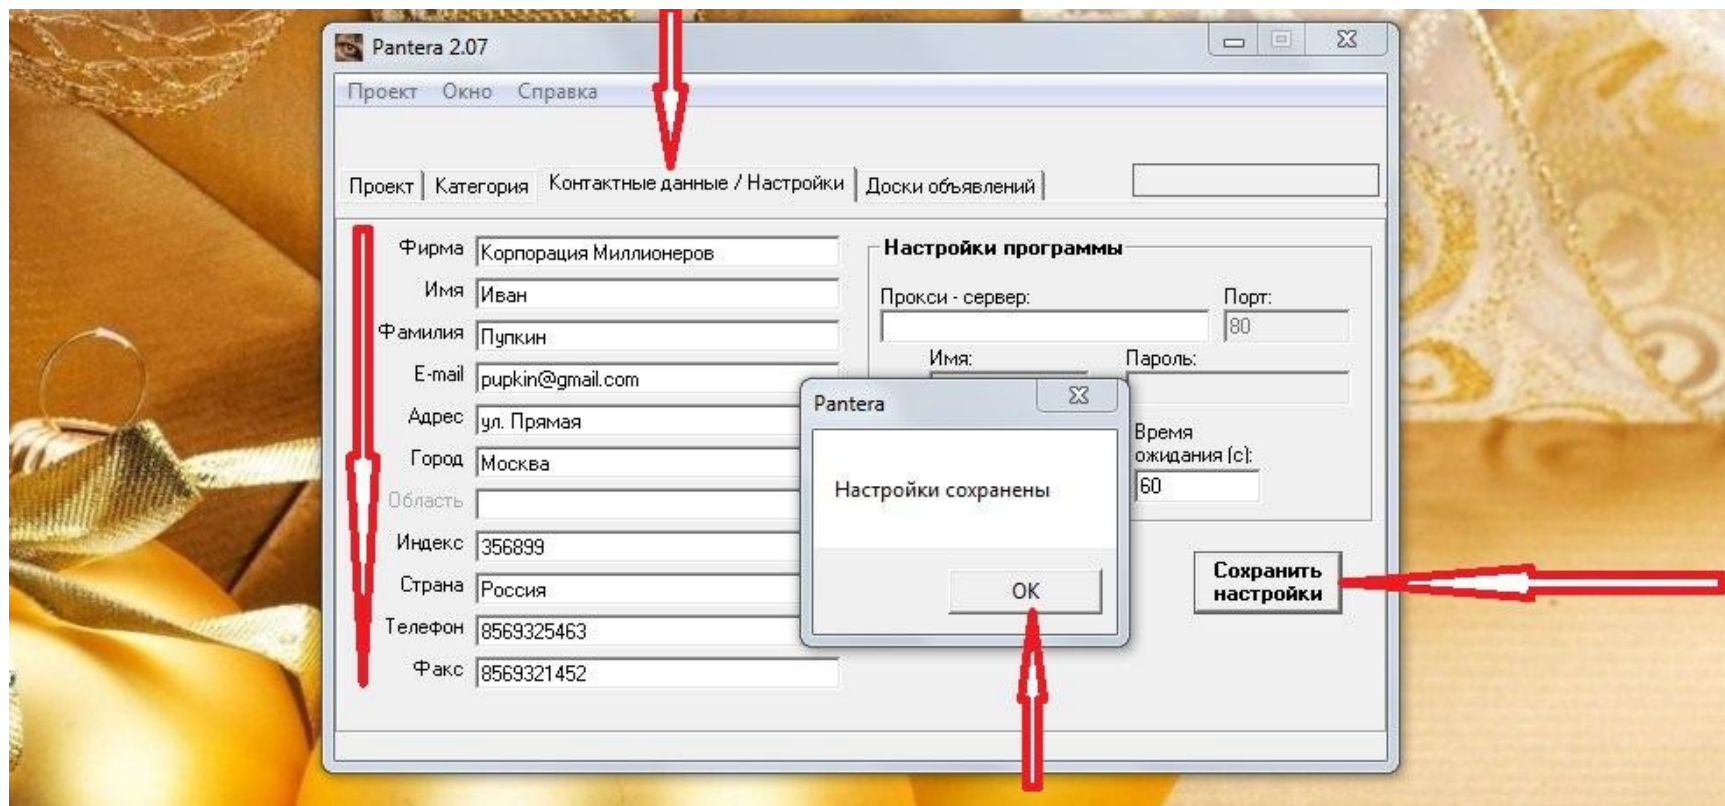 Pantera 2.07
Проект Окно Справка
Проект Категория Контактные данные / Настройки Доски объявлений
Фирма Корпорация Миллионеров
Имя Иван
Фамилия Пупкин
E-mail pupkin@gmail.com
Адрес ул. Прямая
Город Москва
Область
Индекс 356899
Страна Россия
Телефон 8569325463
Факс 8569321452
Настройки программы
Прокси - сервер: Порт:
80
Имя: Пароль:
Время
ожидания (с):
60
Pantera
Настройки сохранены
OK
Сохранить
настройки